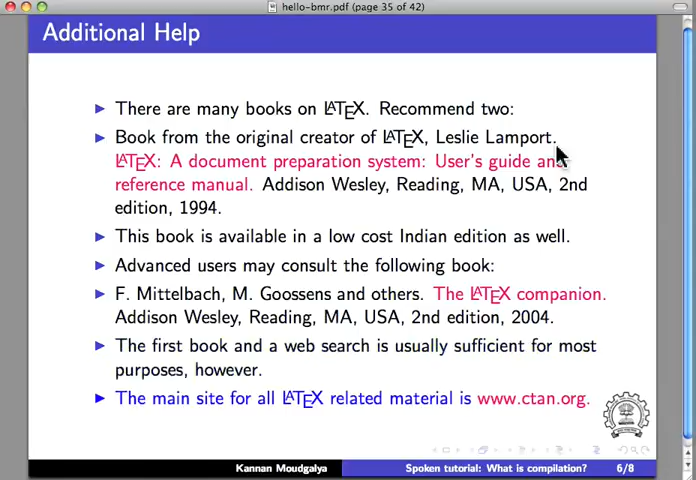 hello-bmr.pdf (page 35 of 42)
Additional Help
There are many books on LATEX. Recommend two:
Book from the original creator of LATEX, Leslie Lamport.
LATEX: A document preparation system: User's guide and
reference manual. Addison Wesley, Reading, MA, USA, 2nd
edition, 1994.
This book is available in a low cost Indian edition as well.
Advanced users may consult the following book:
F. Mittelbach, M. Goossens and others. The LATEX companion.
Addison Wesley, Reading, MA, USA, 2nd edition, 2004.
The first book and a web search is usually sufficient for most
purposes, however.
The main site for all LATEX related material is www.ctan.org.
Kannan Moudgalya Spoken tutorial: What is compilation? 6/8